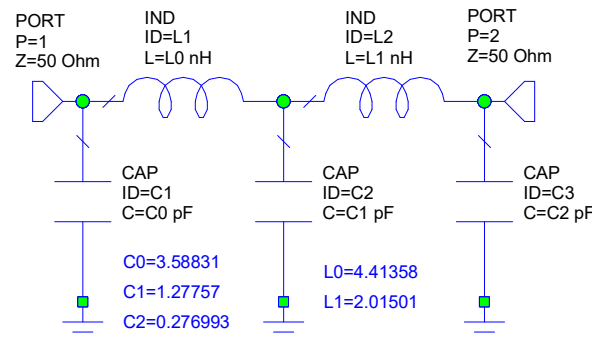 PORT
P=1
Z=50 Ohm
IND
ID=L1
L=L0 nH
IND
ID=L2
L=L1 nH
PORT
P=2
Z=50 Ohm
CAP
ID=C1
C=C0 pF
CAP
ID=C2
C=C1 pF
CAP
ID=C3
C=C2 pF
C0=3.58831
C1=1.27757
C2=0.276993
L0=4.41358
L1=2.01501